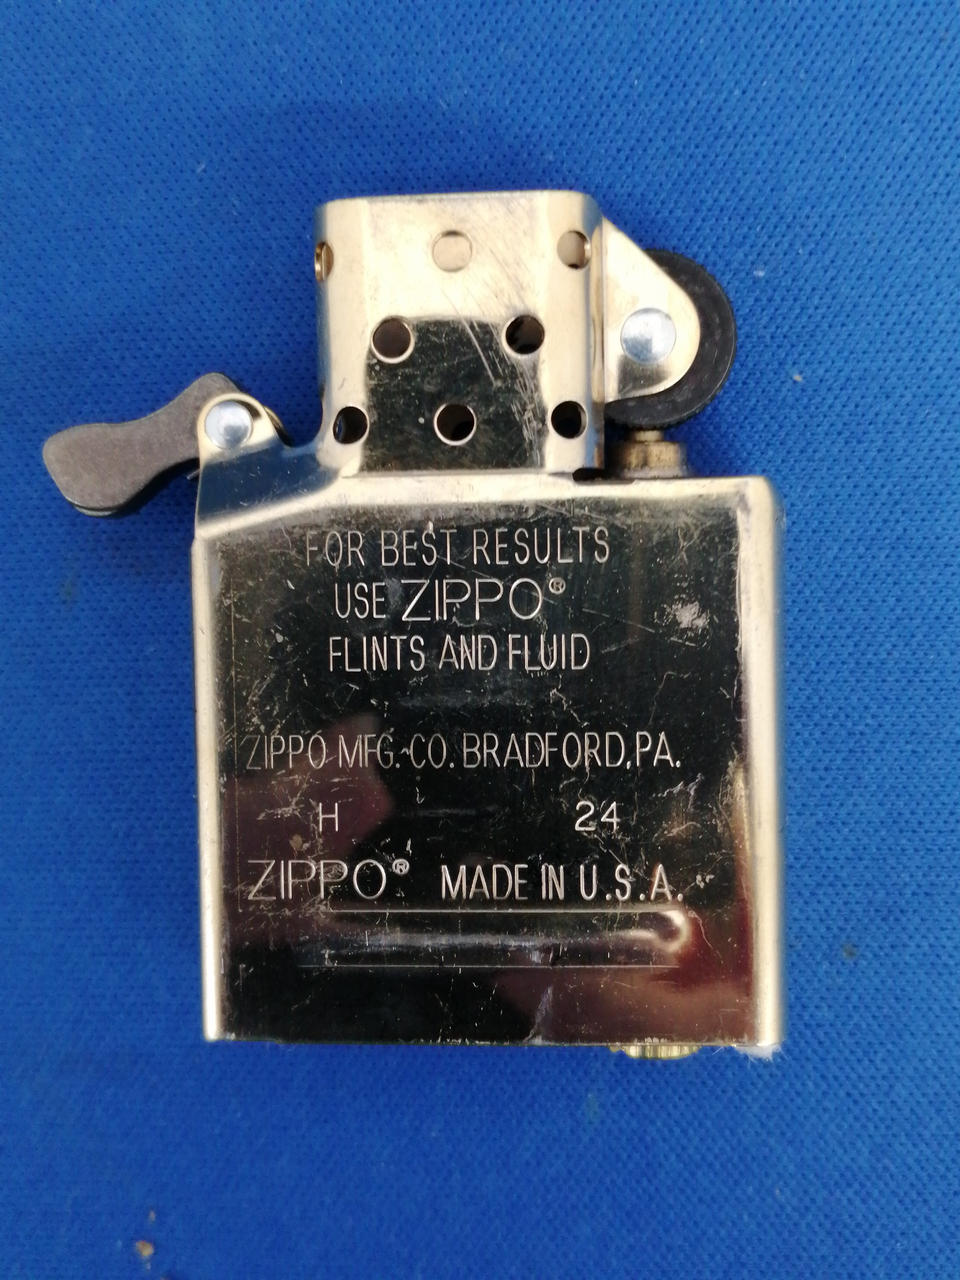 FOR BEST RESULTS
USE ZIPPO®
FLINTS AND FLUID
ZIPPO MFG. CO. BRADFORD, PA.
H 24
ZIPPO® MADE IN U.S.A.